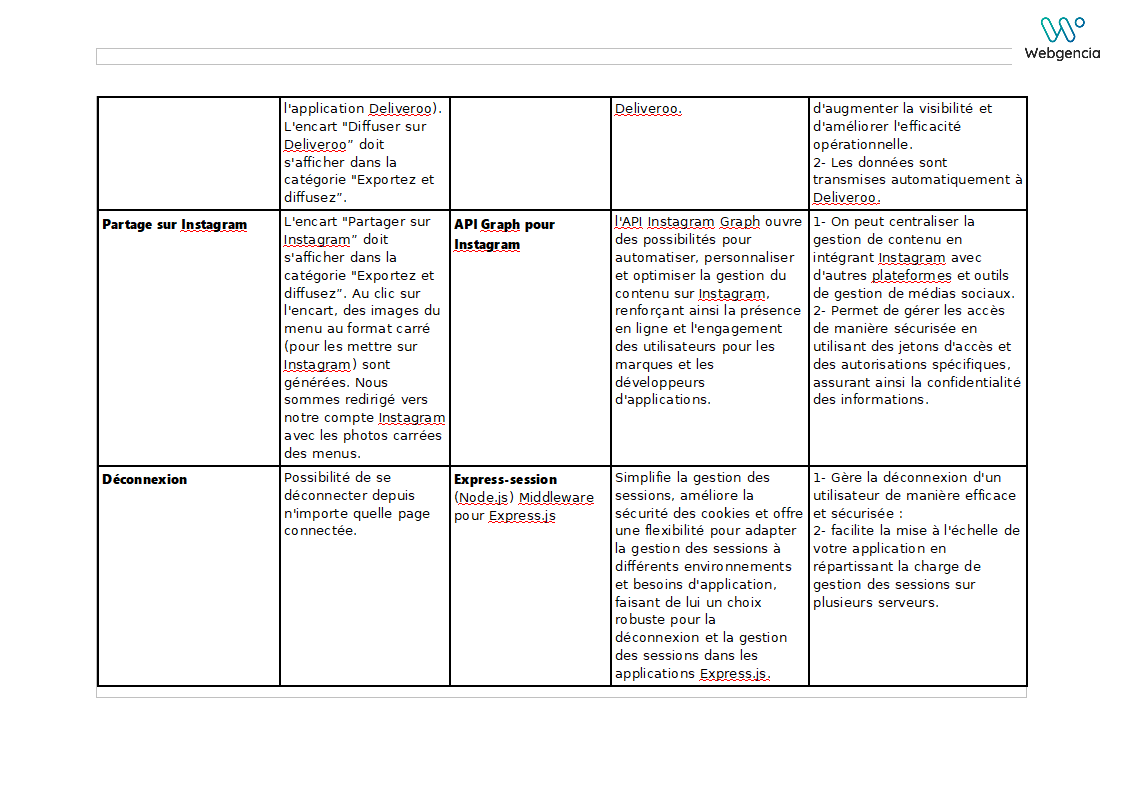 Webgencia
l'application Deliveroo).
L'encart "Diffuser sur
Deliveroo” doit
s'afficher dans la
catégorie "Exportez et
diffusez”.
Deliveroo.
d'augmenter la visibilité et
d'améliorer l'efficacité
opérationnelle.
2- Les données sont
transmises automatiquement à
Deliveroo.
Partage sur Instagram
L'encart "Partager sur
Instagram” doit
s'afficher dans la
catégorie "Exportez et
diffusez”. Au clic sur
l'encart, des images du
menu au format carré
(pour les mettre sur
Instagram) sont
générées. Nous
sommes redirigé vers
notre compte Instagram
avec les photos carrées
des menus.
API Graph pour
Instagram
l'API Instagram Graph ouvre
des possibilités pour
automatiser, personnaliser
et optimiser la gestion du
contenu sur Instagram,
renforçant ainsi la présence
en ligne et l'engagement
des utilisateurs pour les
marques et les
développeurs
d'applications.
1- On peut centraliser la
gestion de contenu en
intégrant Instagram avec
d'autres plateformes et outils
de gestion de médias sociaux.
2- Permet de gérer les accès
de manière sécurisée en
utilisant des jetons d'accès et
des autorisations spécifiques,
assurant ainsi la confidentialité
des informations.
Déconnexion
Possibilité de se
déconnecter depuis
n'importe quelle page
connectée.
Express-session
(Node.js) Middleware
pour Express.js
Simplifie la gestion des
sessions, améliore la
sécurité des cookies et offre
une flexibilité pour adapter
la gestion des sessions à
différents environnements
et besoins d'application,
faisant de lui un choix
robuste pour la
déconnexion et la gestion
des sessions dans les
applications Express.js.
1- Gère la déconnexion d'un
utilisateur de manière efficace
et sécurisée :
2- facilite la mise à l'échelle de
votre application en
répartissant la charge de
gestion des sessions sur
plusieurs serveurs.